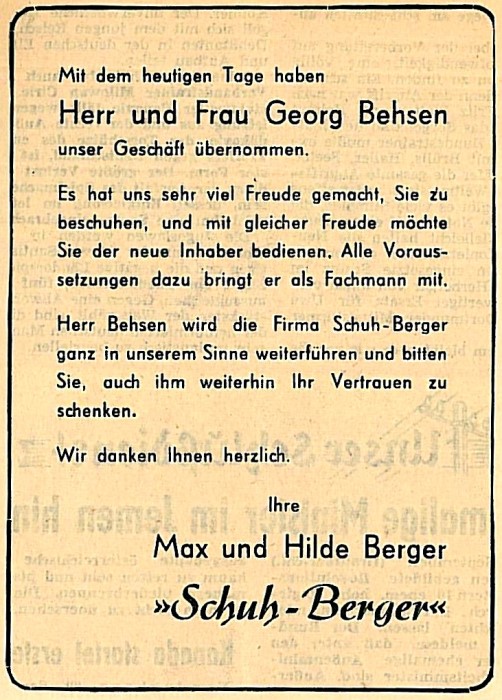 Mit dem heutigen Tage haben
Herr und Frau Georg Behsen
unser Geschäft übernommen.
Es hat uns sehr viel Freude gemacht, Sie zu
beschuhen, und mit gleicher Freude möchte
Sie der neue Inhaber bedienen. Alle Voraus-
setzungen dazu bringt er als Fachmann mit.
Herr Behsen wird die Firma Schuh-Berger
ganz in unserem Sinne weiterführen und bitten
Sie, auch ihm weiterhin Ihr Vertrauen zu
schenken.
Wir danken Ihnen herzlich.
Ihre
Max und Hilde Berger
»Schuh-Berger«